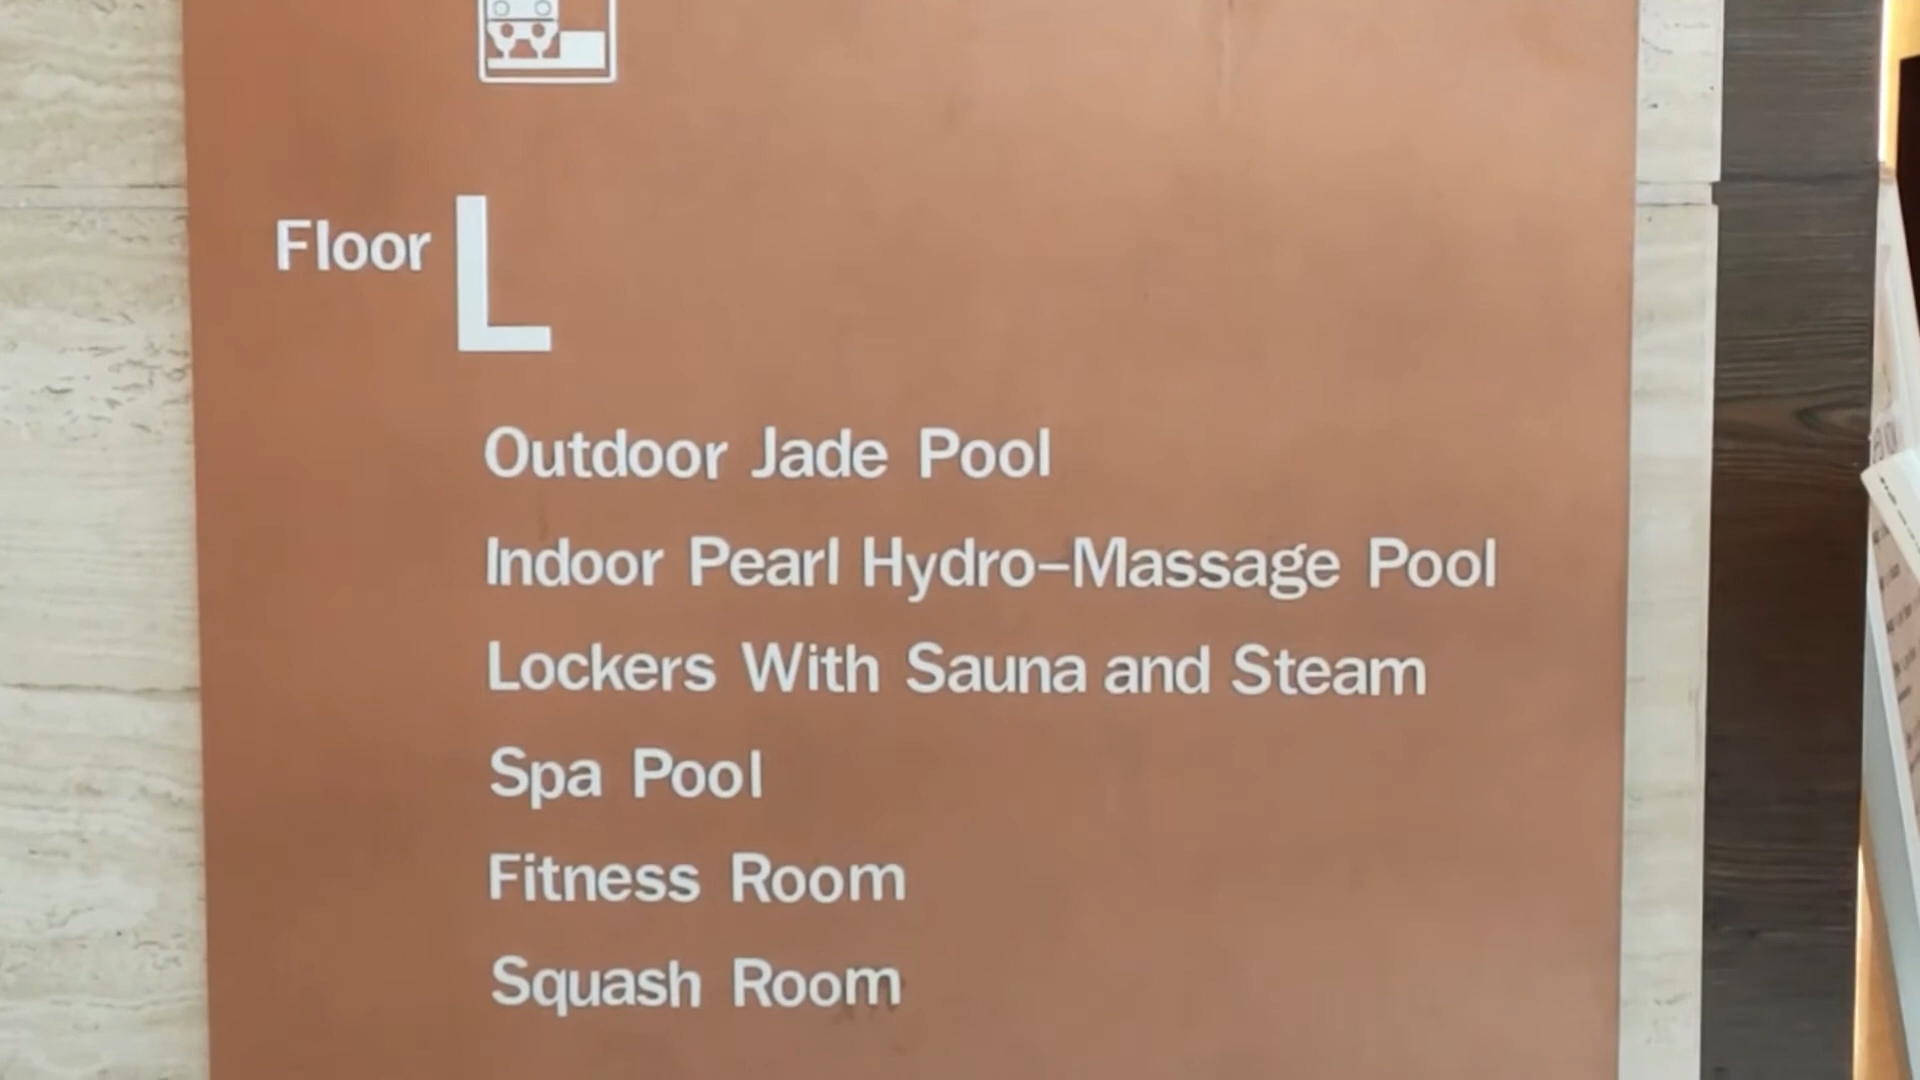 Floor L
Outdoor Jade Pool
Indoor Pearl Hydro-Massage Pool
Lockers With Sauna and Steam
Spa Pool
Fitness Room
Squash Room